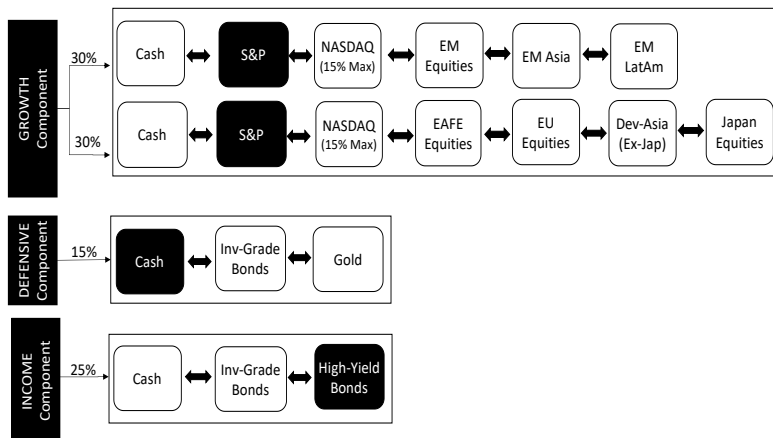 GROWTH
Component
30%
Cash
S&P
NASDAQ
(15% Max)
EM
Equities
EM Asia
EM
LatAm
30%
Cash
S&P
NASDAQ
(15% Max)
EAFE
Equities
EU
Equities
Dev-Asia
(Ex-Jap)
Japan
Equities
DEFENSIVE
Component
15%
Cash
Inv-Grade
Bonds
Gold
INCOME
Component
25%
Cash
Inv-Grade
Bonds
High-Yield
Bonds